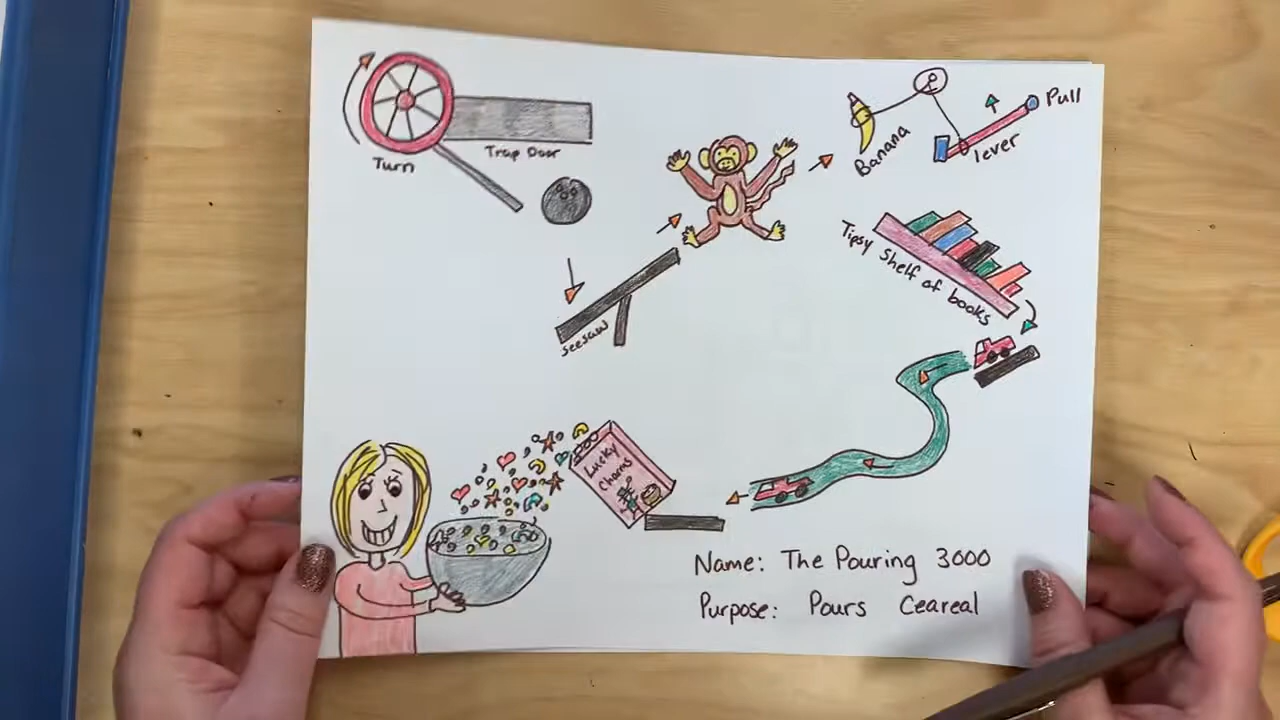 Turn
Trap Door
seesaw
Banana
lever
Pull
Tipsy Shelf of books
Lucky
Charms
Name: The Pouring 3000
Purpose: Pours Ceareal